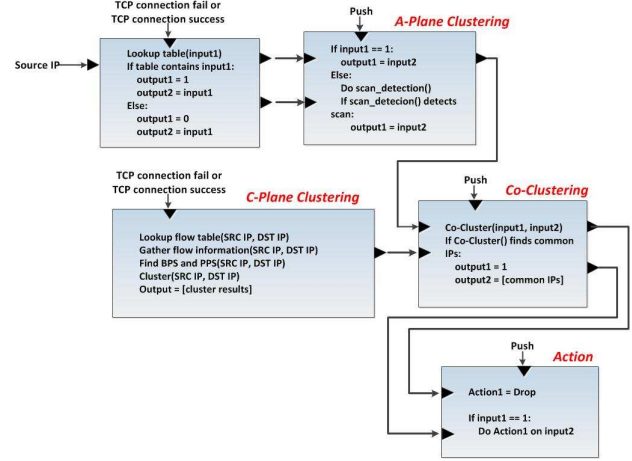 TCP connection fail or
TCP connection success
Push
A-Plane Clustering
Source IP
Lookup table(input1)
If table contains input1:
output1 = 1
output2 = input1
Else:
output1 = 0
output2 = input1
If input1 == 1:
output1 = input2
Else:
Do scan_detection()
If scan_detecion() detects
scan:
output1 = input2
TCP connection fail or
TCP connection success
C-Plane Clustering
Lookup flow table(SRC IP, DST IP)
Gather flow information(SRC IP, DST IP)
Find BPS and PPS(SRC IP, DST IP)
Cluster(SRC IP, DST IP)
Output = [cluster results]
Push
Co-Clustering
Co-Cluster(input1, input2)
If Co-Cluster() finds common
IPs:
output1 = 1
output2 = [common IPs]
Push
Action
Action1 = Drop
If input1 == 1:
Do Action1 on input2